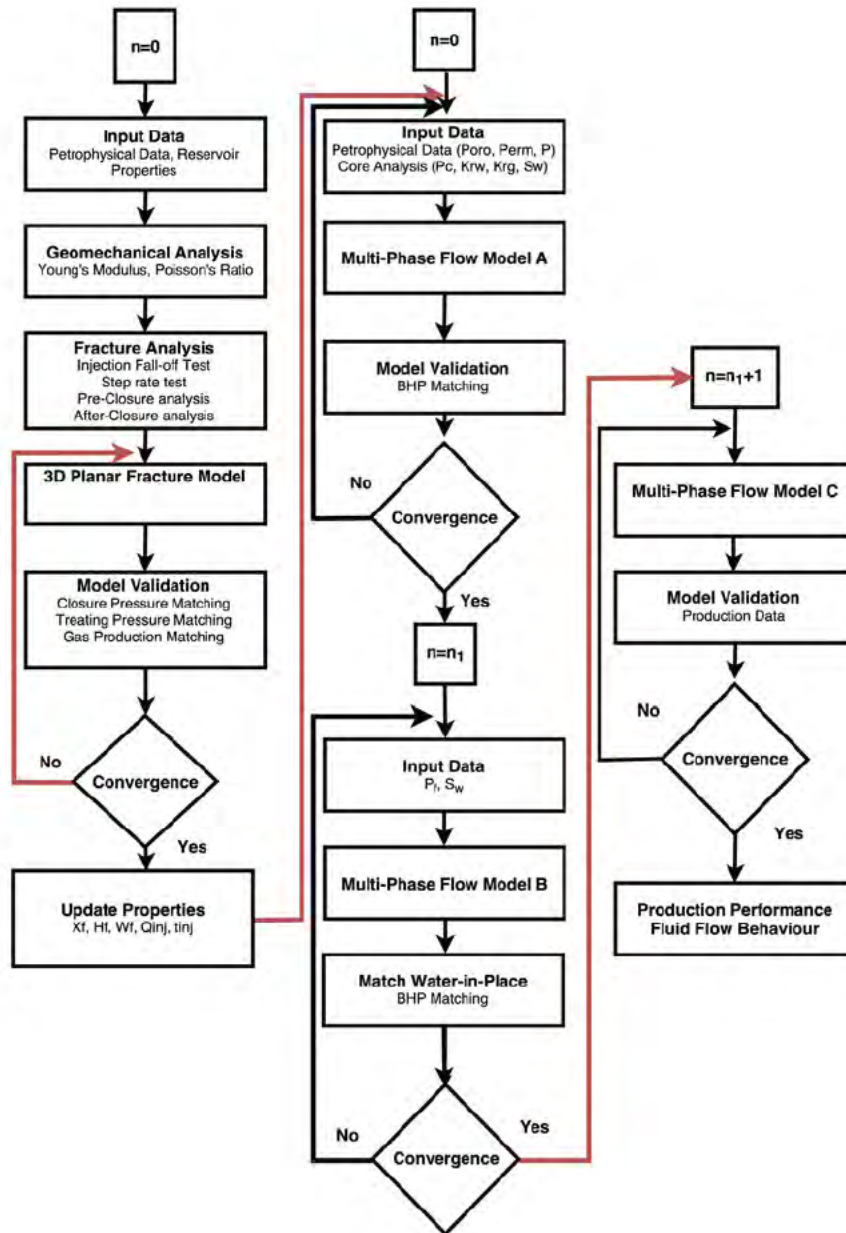 n=0
Input Data
Petrophysical Data, Reservoir
Properties
Geomechanical Analysis
Young's Modulus, Poisson's Ratio
Fracture Analysis
Injection Fall-off Test
Step rate test
Pre-Closure analysis
After-Closure analysis
3D Planar Fracture Model
Model Validation
Closure Pressure Matching
Treating Pressure Matching
Gas Production Matching
No
Convergence
Yes
Update Properties
Xf, Hf, Wf, Qinj, tinj
n=0
Input Data
Petrophysical Data (Poro, Perm, P)
Core Analysis (Pc, Krw, Krg, Sw)
Multi-Phase Flow Model A
Model Validation
BHP Matching
No
Convergence
Yes
n=n₁
Input Data
Pf, Sw
Multi-Phase Flow Model B
Match Water-in-Place
BHP Matching
No
Yes
Convergence
n=n₁+1
Multi-Phase Flow Model C
Model Validation
Production Data
No
Convergence
Yes
Production Performance
Fluid Flow Behaviour